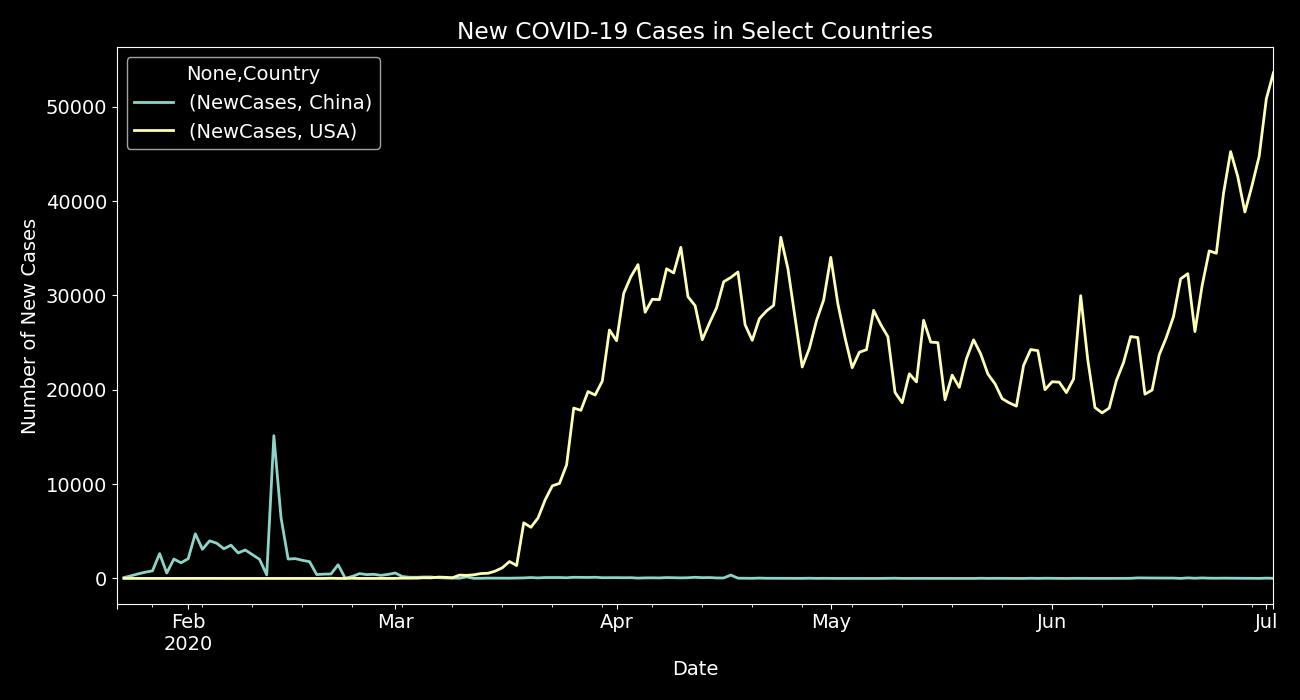 New COVID-19 Cases in Select Countries
None,Country
(NewCases, China)
(NewCases, USA)
50000
40000
30000
20000
10000
0
Number of New Cases
Feb Mar Apr May Jun Jul
2020
Date